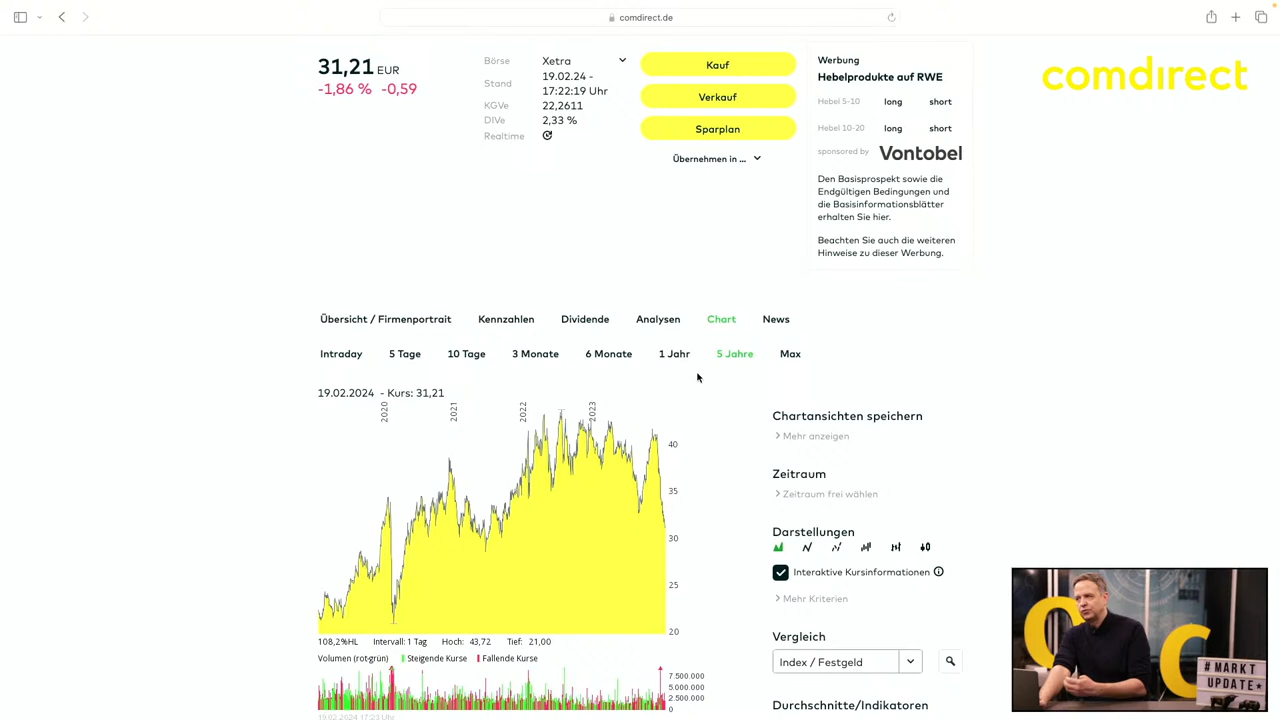 comdirect.de
31,21 EUR
-1,86 % -0,59
Börse Xetra
Stand 19.02.24 -
17:22:19 Uhr
KGVe 22,2611
DIVe 2,33 %
Realtime
Kauf
Verkauf
Sparplan
Übernehmen in ...
Werbung
Hebelprodukte auf RWE
Hebel 5-10 long short
Hebel 10-20 long short
sponsored by Vontobel
Den Basisprospekt sowie die
Endgültigen Bedingungen und
die Basisinformationsblätter
erhalten Sie hier.
Beachten Sie auch die weiteren
Hinweise zu dieser Werbung.
comdirect
Übersicht / Firmenportrait Kennzahlen Dividende Analysen Chart News
Intraday 5 Tage 10 Tage 3 Monate 6 Monate 1 Jahr 5 Jahre Max
19.02.2024 - Kurs: 31,21
2020 2021 2022 2023
40
35
30
25
20
108,2%HL Intervall: 1 Tag Hoch: 43,72 Tief: 21,00
Volumen (rot-grün) Steigende Kurse Fallende Kurse
7.500.000
5.000.000
2.500.000
0
19.02.2024 17:23 Uhr
Chartansichten speichern
Mehr anzeigen
Zeitraum
Zeitraum frei wählen
Darstellungen
Interaktive Kursinformationen
Mehr Kriterien
Vergleich
Index / Festgeld
Durchschnitte/Indikatoren
#MARKT
UPDATE